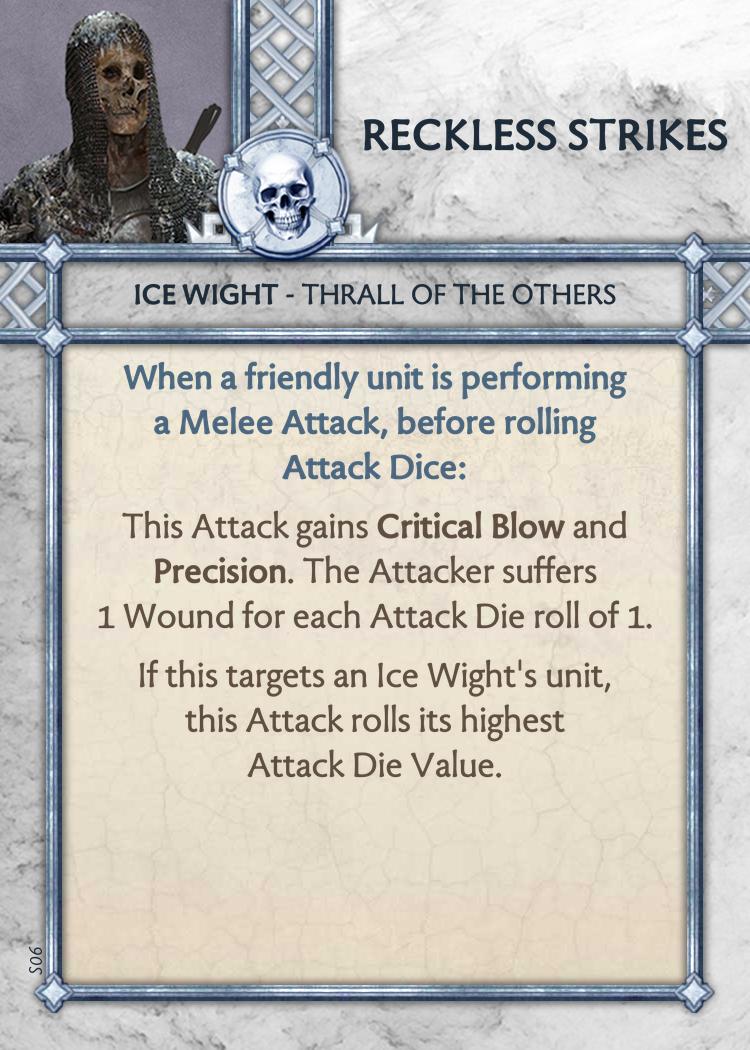 RECKLESS STRIKES
ICE WIGHT - THRALL OF THE OTHERS
When a friendly unit is performing
a Melee Attack, before rolling
Attack Dice:
This Attack gains Critical Blow and
Precision. The Attacker suffers
1 Wound for each Attack Die roll of 1.
If this targets an Ice Wight's unit,
this Attack rolls its highest
Attack Die Value.
S06